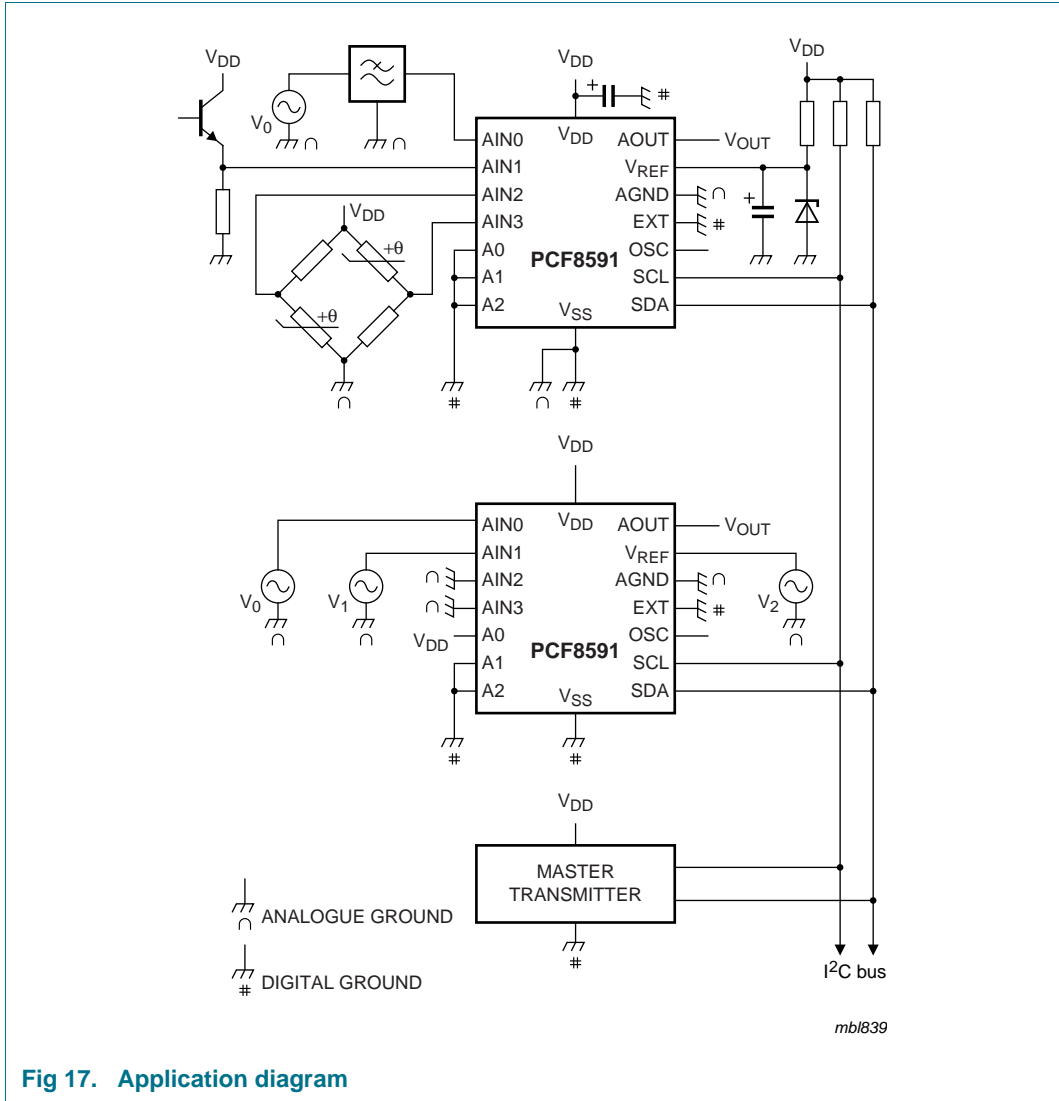 VDD
V0
VDD
+
#
VDD
AIN0
VDD
AOUT
VOUT
AIN1
VREF
AIN2
AGND
AIN3
EXT
#
A0
OSC
A1
SCL
A2
SDA
PCF8591
VSS
VDD
+θ
+θ
+
#
#
VDD
AIN0
VDD
AOUT
VOUT
AIN1
VREF
AIN2
AGND
AIN3
EXT
#
VDD
A0
OSC
A1
SCL
A2
SDA
PCF8591
VSS
V0
V1
V2
#
#
VDD
MASTER
TRANSMITTER
#
ANALOGUE GROUND
# DIGITAL GROUND
I²C bus
mbl839
Fig 17. Application diagram